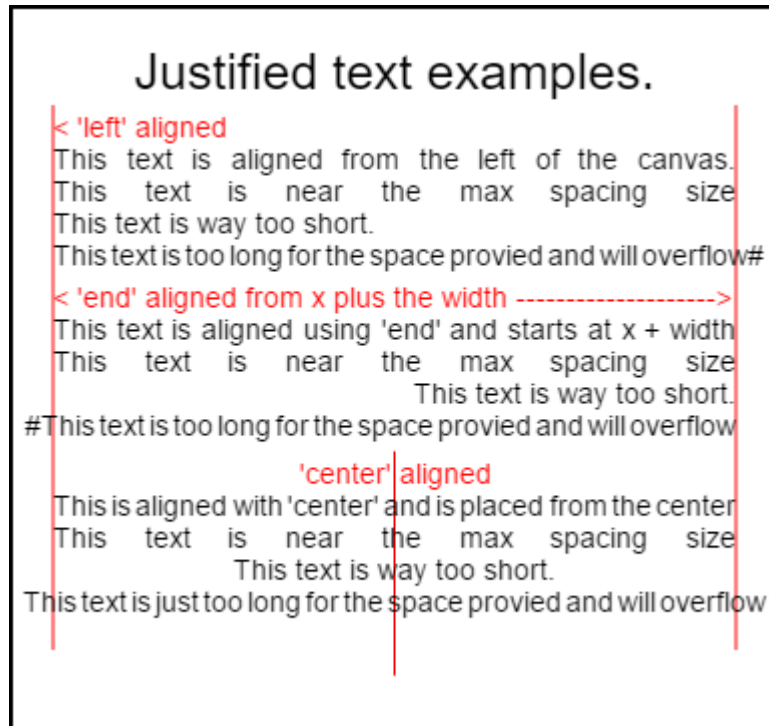 Justified text examples.
< 'left' aligned
This text is aligned from the left of the canvas.
This text is near the max spacing size
This text is way too short.
This text is too long for the space provied and will overflow#
< 'end' aligned from x plus the width -------------------->
This text is aligned using 'end' and starts at x + width
This text is near the max spacing size
This text is way too short.
#This text is too long for the space provied and will overflow
'center' aligned
This is aligned with 'center' and is placed from the center
This text is near the max spacing size
This text is way too short.
This text is just too long for the space provied and will overflow